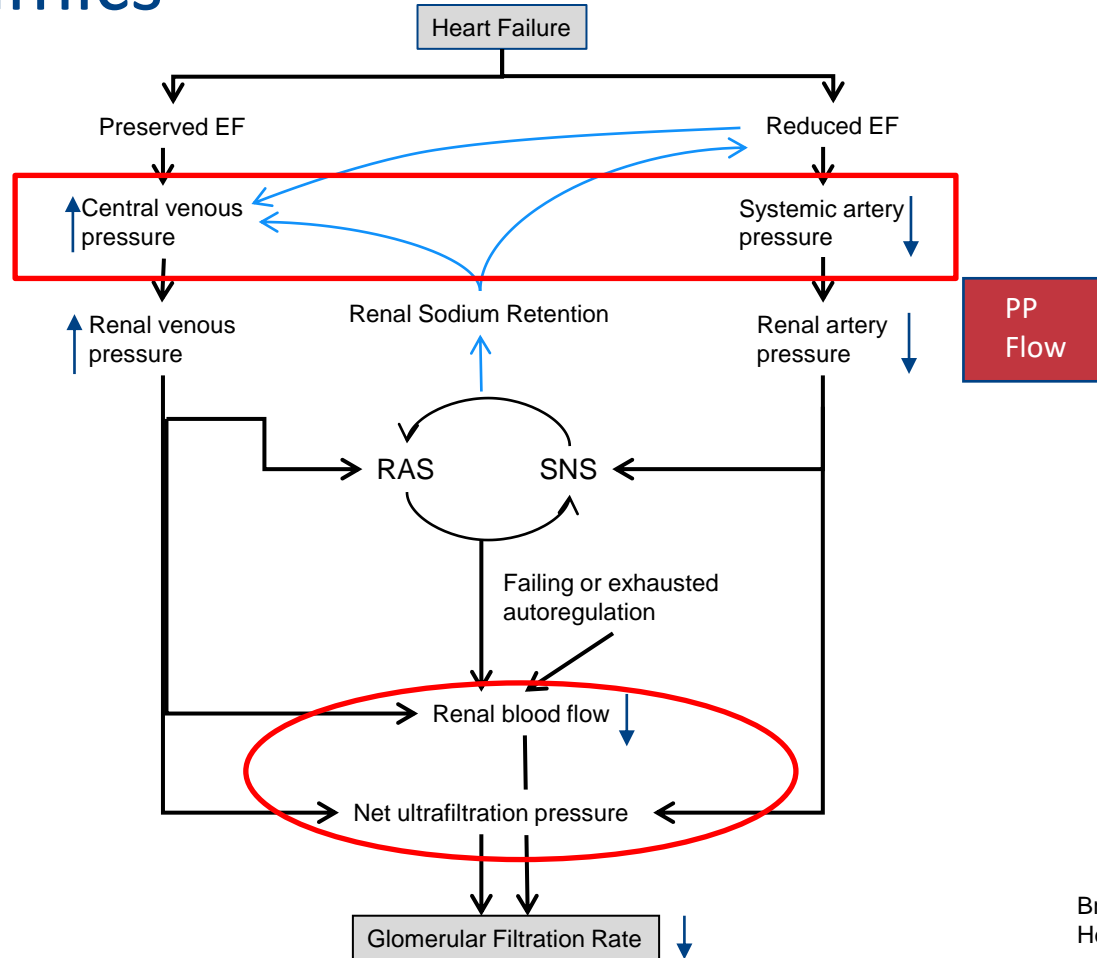 Heart Failure
Preserved EF
Reduced EF
Central venous
pressure
Systemic artery
pressure
Renal venous
pressure
Renal Sodium Retention
Renal artery
pressure
PP
Flow
RAS
SNS
Failing or exhausted
autoregulation
Renal blood flow
Net ultrafiltration pressure
Glomerular Filtration Rate